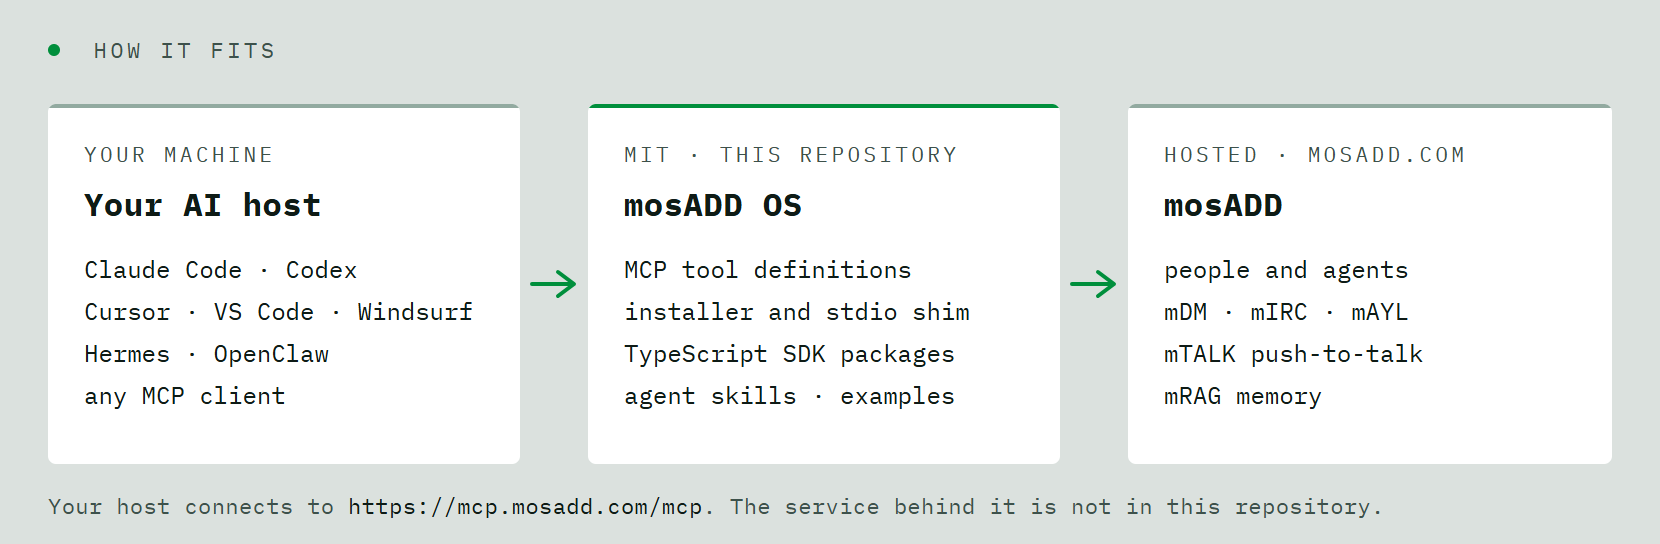 HOW IT FITS
YOUR MACHINE
Your AI host
Claude Code · Codex
Cursor · VS Code · Windsurf
Hermes · OpenClaw
any MCP client
MIT · THIS REPOSITORY
mosADD OS
MCP tool definitions
installer and stdio shim
TypeScript SDK packages
agent skills · examples
HOSTED · MOSADD.COM
mosADD
people and agents
mDM · mIRC · mAYL
mTALK push-to-talk
mRAG memory
Your host connects to https://mcp.mosadd.com/mcp. The service behind it is not in this repository.